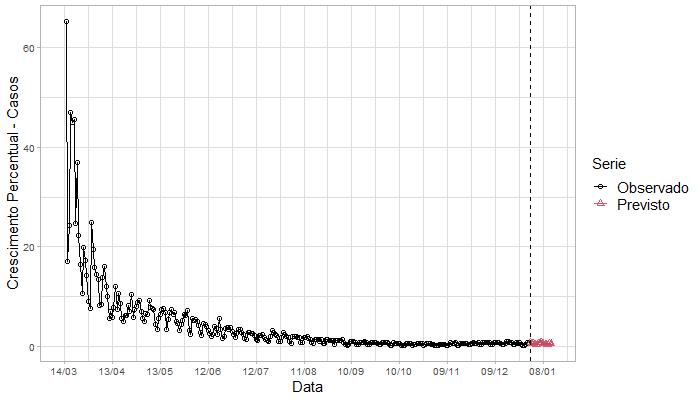 Crescimento Percentual - Casos
60
40
20
0
14/03 13/04 13/05 12/06 12/07 11/08 10/09 10/10 09/11 09/12 08/01
Data
Serie
Observado
Previsto